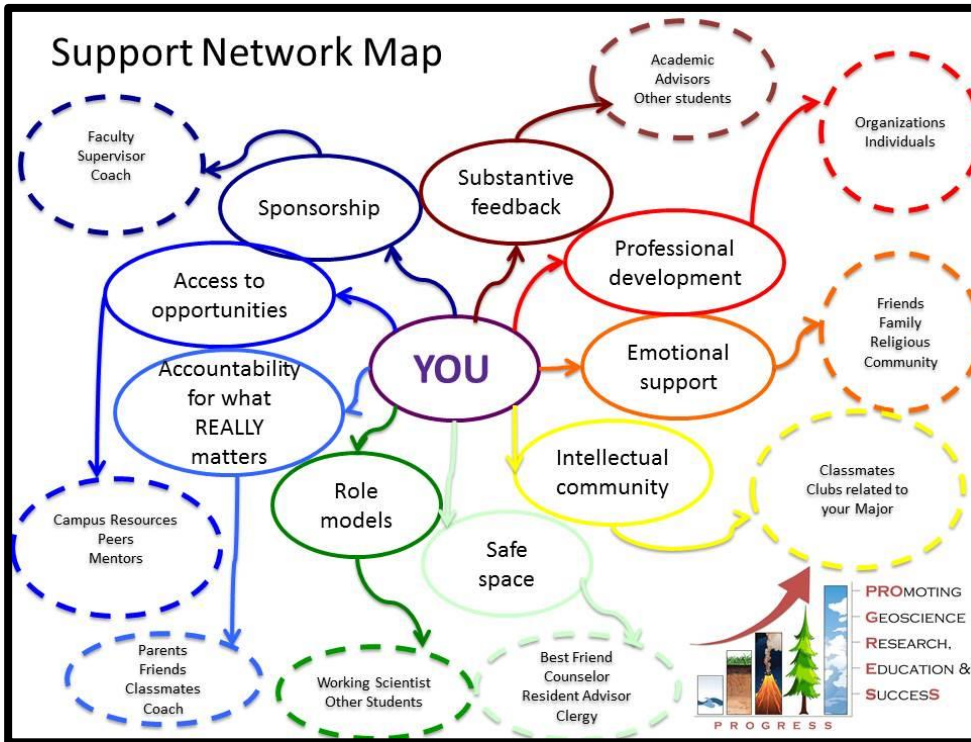 Support Network Map
Faculty
Supervisor
Coach
Sponsorship
Academic
Advisors
Other students
Substantive
feedback
Organizations
Individuals
Professional
development
Access to
opportunities
Campus Resources
Peers
Mentors
YOU
Emotional
support
Friends
Family
Religious
Community
Accountability
for what
REALLY
matters
Parents
Friends
Classmates
Coach
Role
models
Working Scientist
Other Students
Safe
space
Best Friend
Counselor
Resident Advisor
Clergy
Intellectual
community
Classmates
Clubs related to
your Major
PROMOTING
GEOSCIENCE
RESEARCH,
EDUCATION &
SUCCESS
PROGRESS